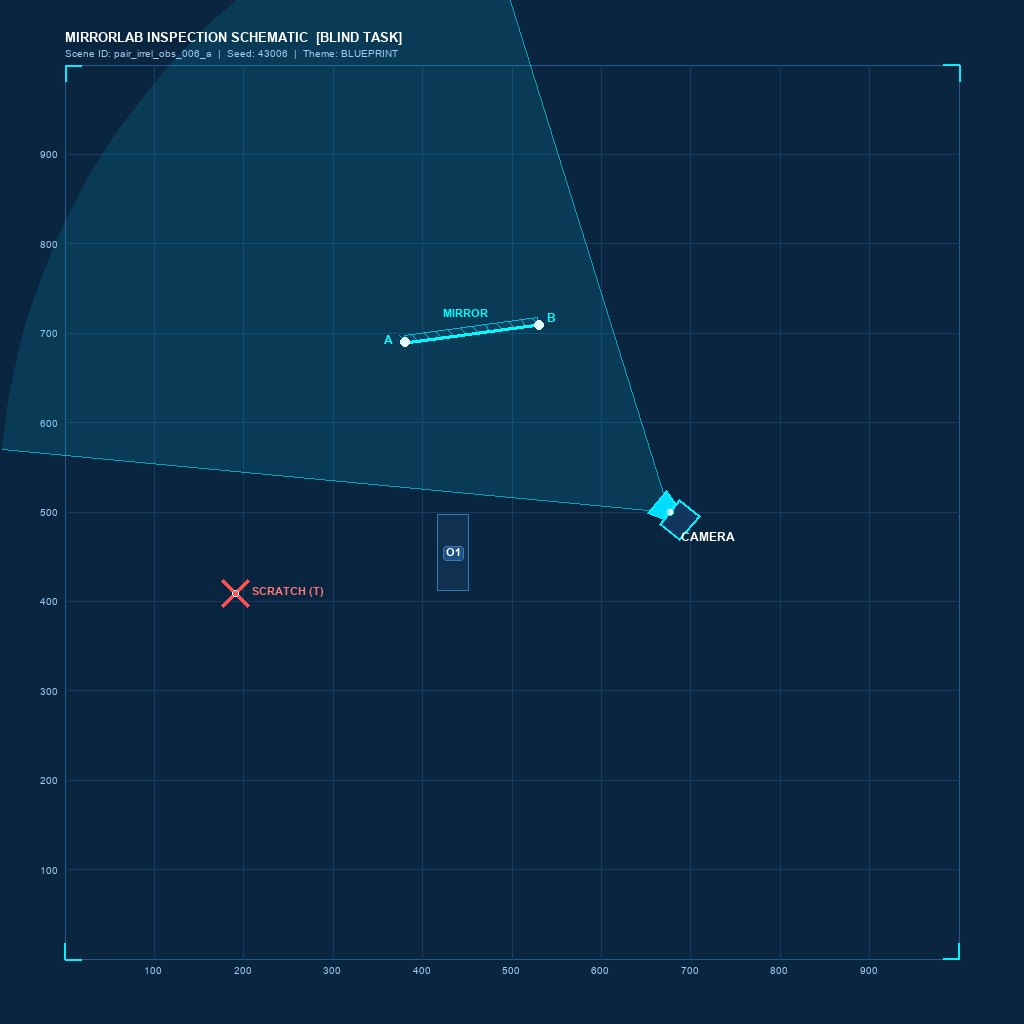 MIRRORLAB INSPECTION SCHEMATIC [BLIND TASK]
Scene ID: pair_irrel_obs_006_a | Seed: 43006 | Theme: BLUEPRINT
900
800
MIRROR
B
700
A
600
500
CAMERA
O1
SCRATCH (T)
400
300
200
100
100 200 300 400 500 600 700 800 900